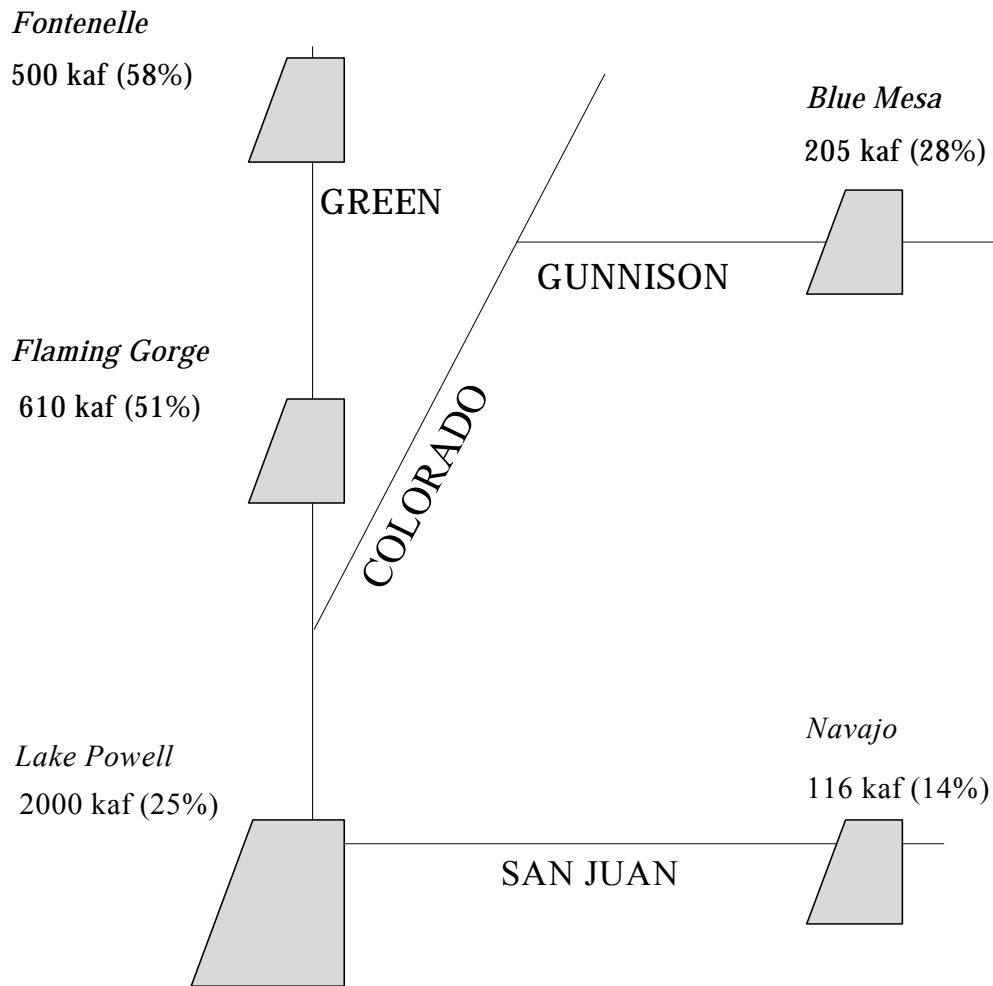 Fontenelle
500 kaf (58%)
Blue Mesa
205 kaf (28%)
GREEN
GUNNISON
Flaming Gorge
610 kaf (51%)
COLORADO
Lake Powell
2000 kaf (25%)
Navajo
116 kaf (14%)
SAN JUAN